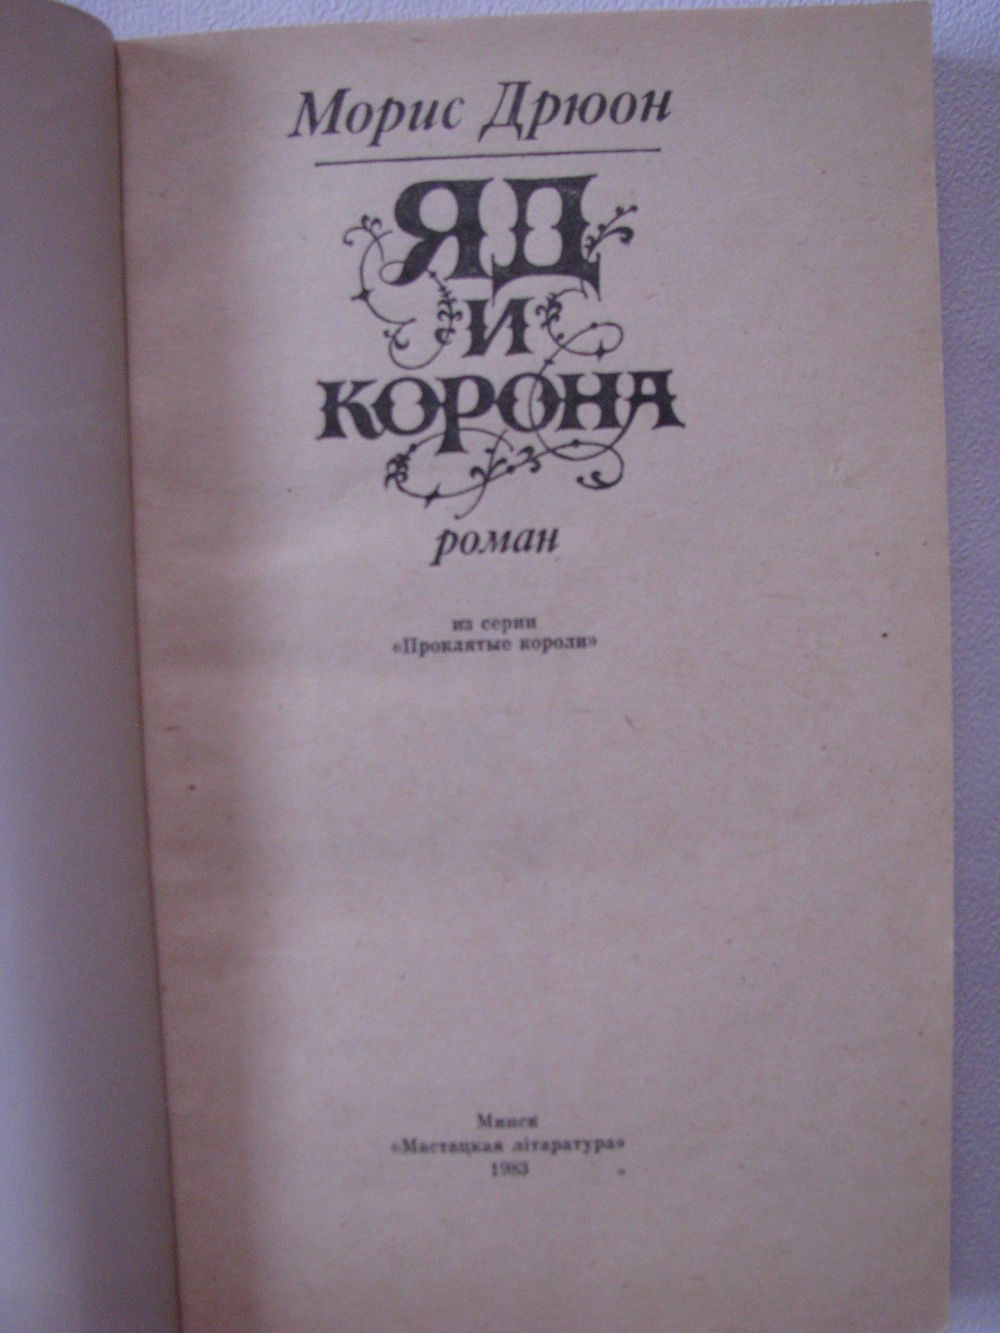 Морис Дрюон
ЯД
И
КОРОНА
роман
из серии
«Проклятые короли»
Минск
«Мастацкая літаратура»
1983